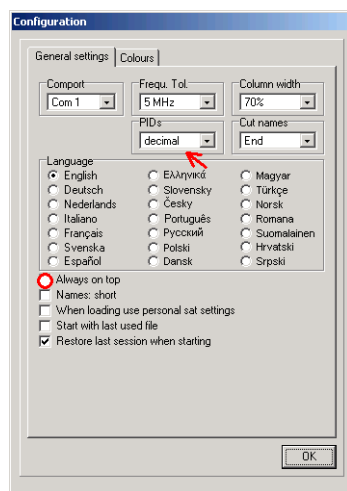 Configuration
General settings Colours
Comport Frequ. Tol. Column width
Com 1 5 MHz 70%
PIDs Cut names
decimal End
Language
English Ελληνικά Magyar
Deutsch Slovensky Türkçe
Nederlands Česky Norsk
Italiano Português Romana
Français Русский Suomalainen
Svenska Polski Hrvatski
Español Dansk Srpski
Always on top
Names: short
When loading use personal sat settings
Start with last used file
Restore last session when starting
OK